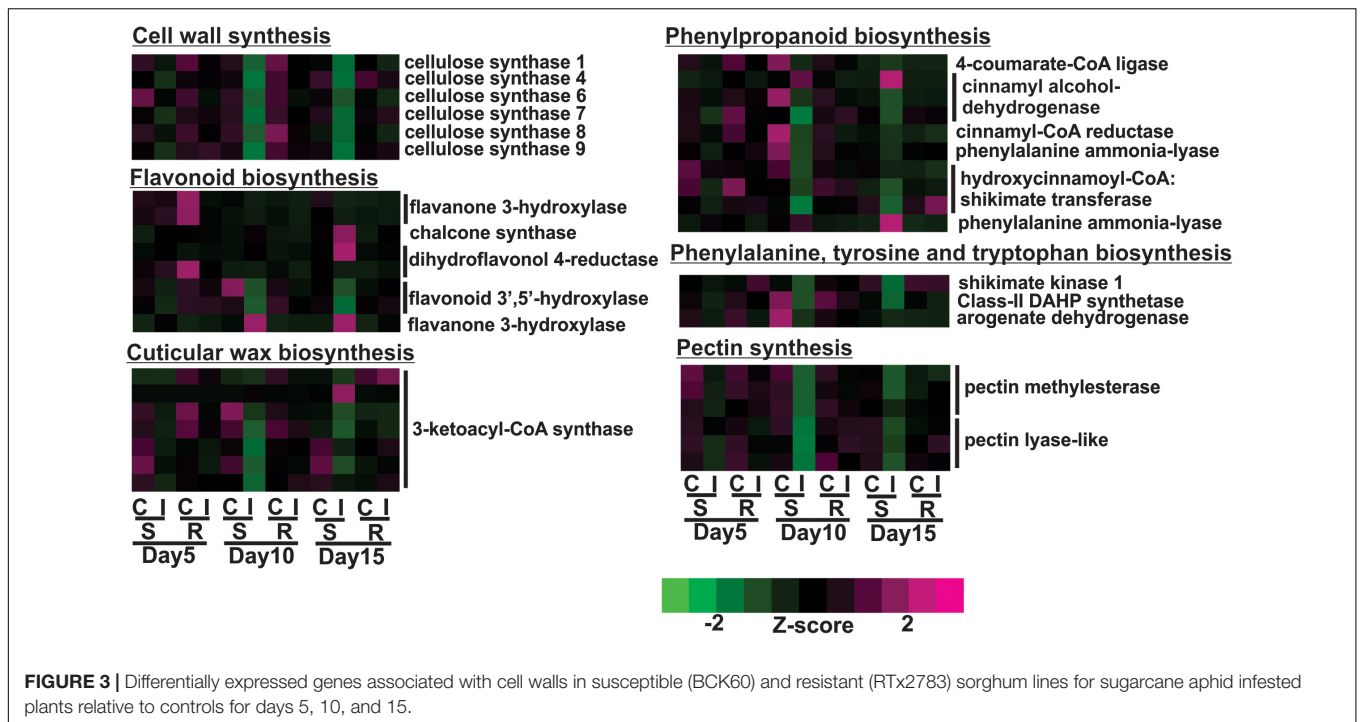 Cell wall synthesis
cellulose synthase 1
cellulose synthase 4
cellulose synthase 6
cellulose synthase 7
cellulose synthase 8
cellulose synthase 9
Flavonoid biosynthesis
flavanone 3-hydroxylase
chalcone synthase
dihydroflavonol 4-reductase
flavonoid 3',5'-hydroxylase
flavanone 3-hydroxylase
Cuticular wax biosynthesis
3-ketoacyl-CoA synthase
C I C I C I C I C I C I
S R S R S R
Day5 Day10 Day15
Phenylpropanoid biosynthesis
4-coumarate-CoA ligase
cinnamyl alcohol-
dehydrogenase
cinnamyl-CoA reductase
phenylalanine ammonia-lyase
hydroxycinnamoyl-CoA:
shikimate transferase
phenylalanine ammonia-lyase
Phenylalanine, tyrosine and tryptophan biosynthesis
shikimate kinase 1
Class-II DAHP synthetase
arogenate dehydrogenase
Pectin synthesis
pectin methylesterase
pectin lyase-like
C I C I C I C I C I C I
S R S R S R
Day5 Day10 Day15
-2 Z-score 2
FIGURE 3 | Differentially expressed genes associated with cell walls in susceptible (BCK60) and resistant (RTx2783) sorghum lines for sugarcane aphid infested
plants relative to controls for days 5, 10, and 15.